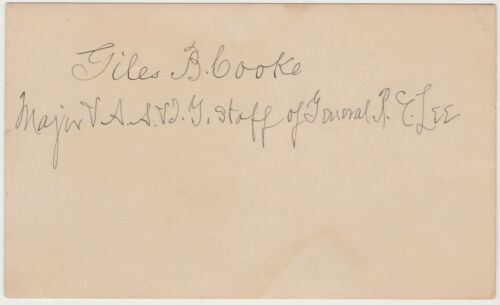 Giles B. Cooke
Major & A. A. & I. G. staff of General R. E. Lee